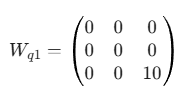 W_{q1} = \begin{pmatrix} 0 & 0 & 0 \\ 0 & 0 & 0 \\ 0 & 0 & 10 \end{pmatrix}